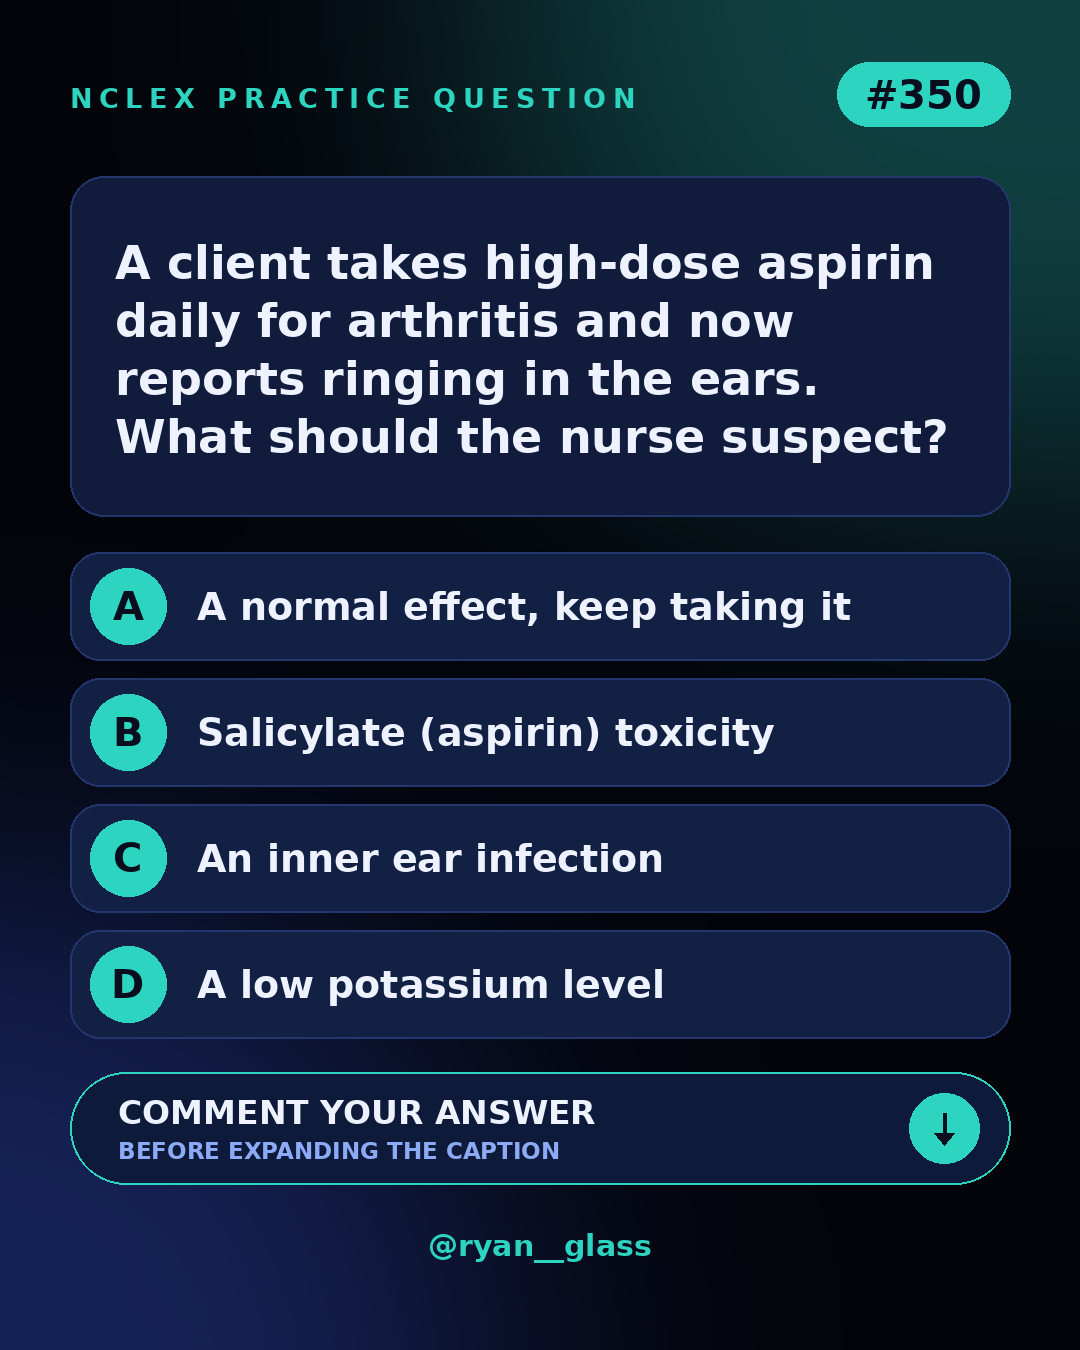 NCLEX PRACTICE QUESTION
#350
A client takes high-dose aspirin
daily for arthritis and now
reports ringing in the ears.
What should the nurse suspect?
A A normal effect, keep taking it
B Salicylate (aspirin) toxicity
C An inner ear infection
D A low potassium level
COMMENT YOUR ANSWER
BEFORE EXPANDING THE CAPTION
@ryan__glass